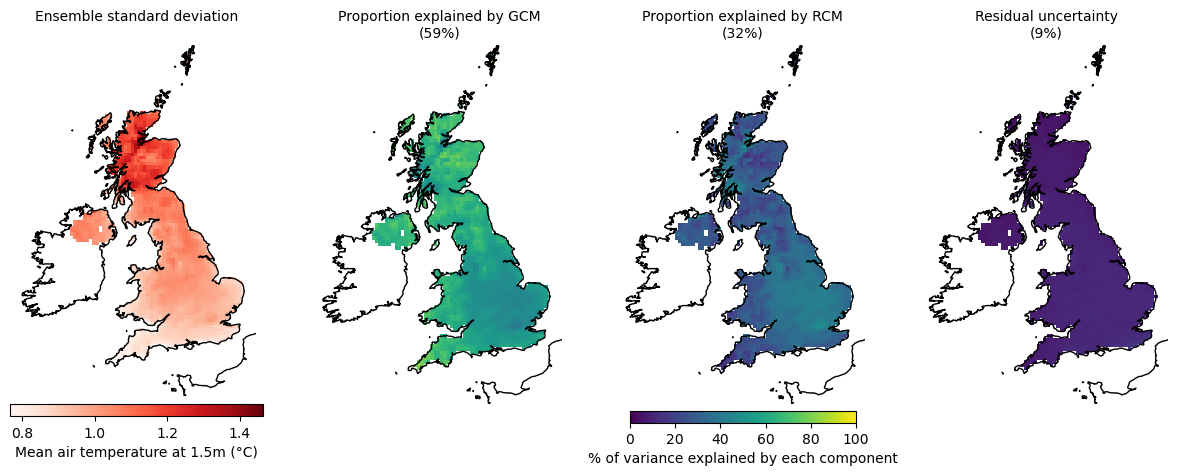 Ensemble standard deviation
Proportion explained by GCM
(59%)
Proportion explained by RCM
(32%)
Residual uncertainty
(9%)
0.8 1.0 1.2 1.4
Mean air temperature at 1.5m (°C)
0 20 40 60 80 100
% of variance explained by each component